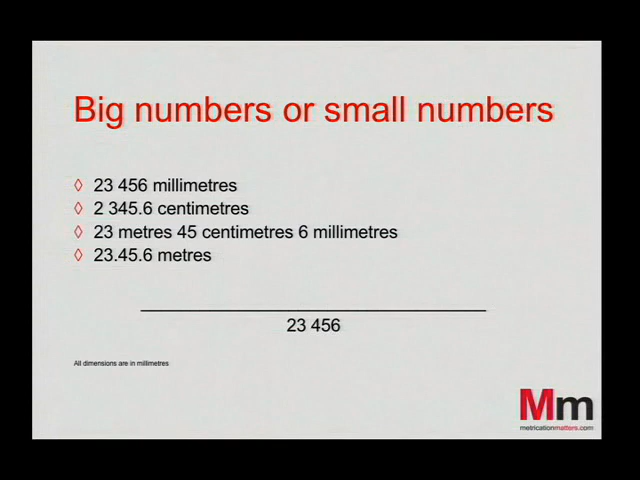 Big numbers or small numbers
◊ 23 456 millimetres
◊ 2 345.6 centimetres
◊ 23 metres 45 centimetres 6 millimetres
◊ 23.45.6 metres
23 456
All dimensions are in millimetres
Mm
metricationmatters.com